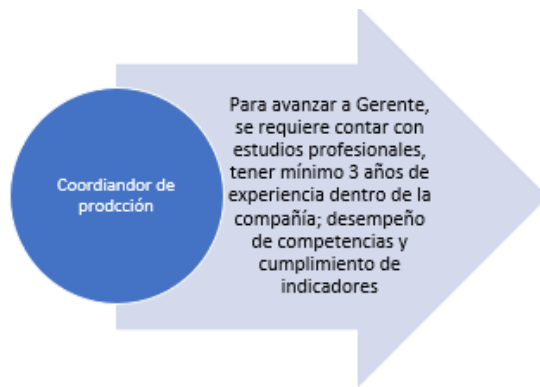 Coordiandor de
prodcción
Para avanzar a Gerente,
se requiere contar con
estudios profesionales,
tener mínimo 3 años de
experiencia dentro de la
compañía; desempeño
de competencias y
cumplimiento de
indicadores